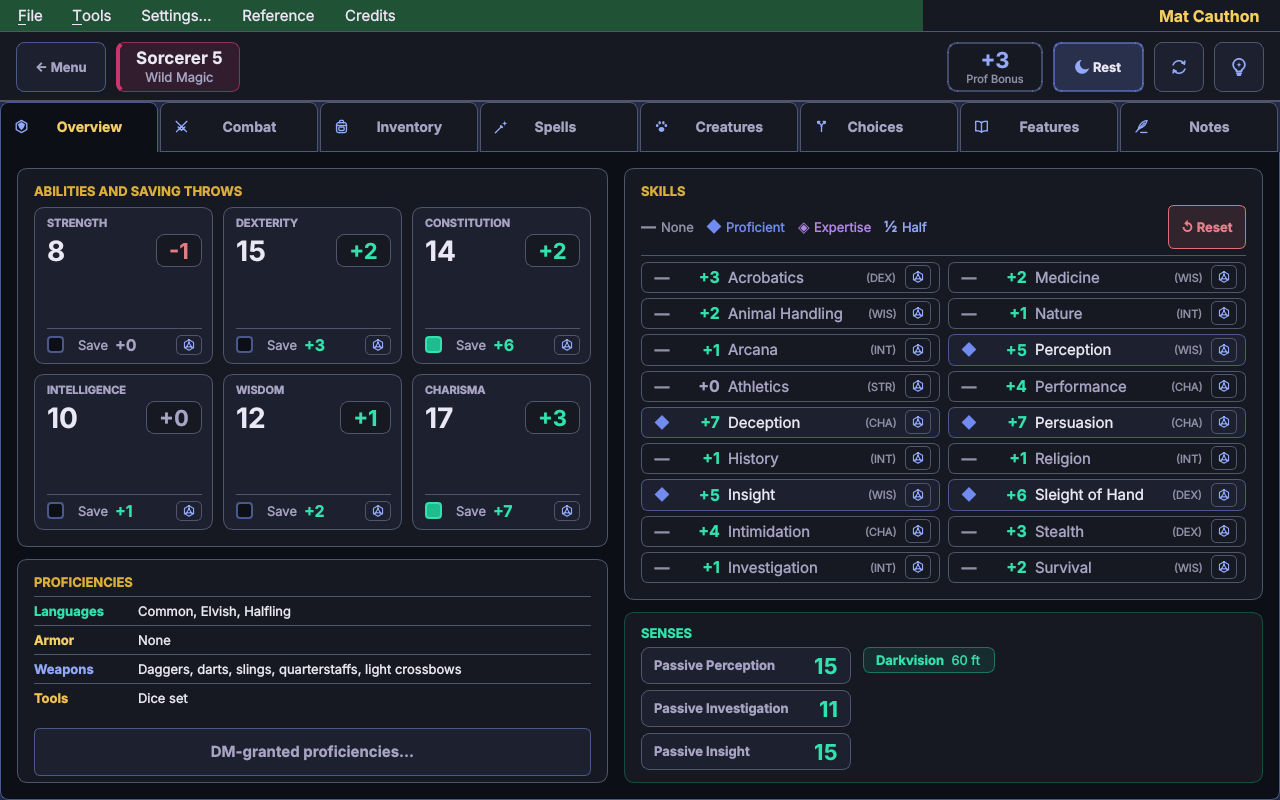 File Tools Settings... Reference Credits Mat Cauthon
← Menu
Sorcerer 5
Wild Magic
+3
Prof Bonus
Rest
Overview Combat Inventory Spells Creatures Choices Features Notes
ABILITIES AND SAVING THROWS
STRENGTH
8 -1
Save +0
DEXTERITY
15 +2
Save +3
CONSTITUTION
14 +2
Save +6
INTELLIGENCE
10 +0
Save +1
WISDOM
12 +1
Save +2
CHARISMA
17 +3
Save +7
PROFICIENCIES
Languages Common, Elvish, Halfling
Armor None
Weapons Daggers, darts, slings, quarterstaffs, light crossbows
Tools Dice set
DM-granted proficiencies...
SKILLS
— None Proficient Expertise ½ Half
Reset
— +3 Acrobatics (DEX)
— +2 Animal Handling (WIS)
— +1 Arcana (INT)
— +0 Athletics (STR)
+7 Deception (CHA)
— +1 History (INT)
+5 Insight (WIS)
— +4 Intimidation (CHA)
— +1 Investigation (INT)
— +2 Medicine (WIS)
— +1 Nature (INT)
+5 Perception (WIS)
— +4 Performance (CHA)
+7 Persuasion (CHA)
— +1 Religion (INT)
+6 Sleight of Hand (DEX)
— +3 Stealth (DEX)
— +2 Survival (WIS)
SENSES
Passive Perception 15
Passive Investigation 11
Passive Insight 15
Darkvision 60 ft